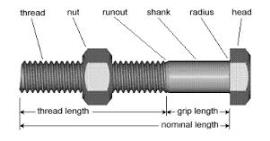 thread nut runout shank radius head
thread length grip length
nominal length